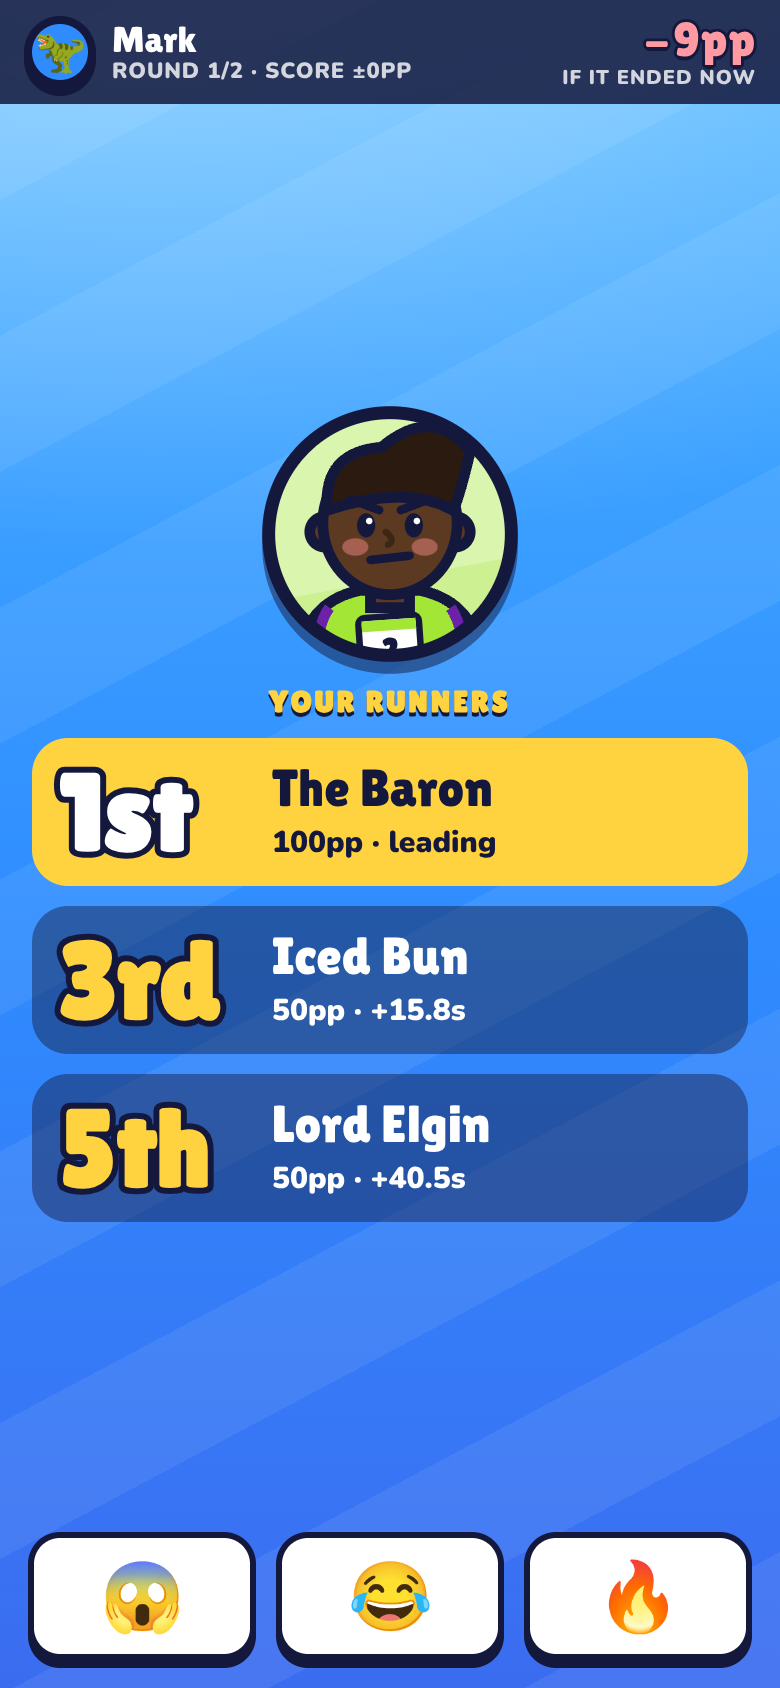 Mark
ROUND 1/2 · SCORE ±0PP
−9pp
IF IT ENDED NOW
YOUR RUNNERS
1st
The Baron
100pp · leading
3rd
Iced Bun
50pp · +15.8s
5th
Lord Elgin
50pp · +40.5s